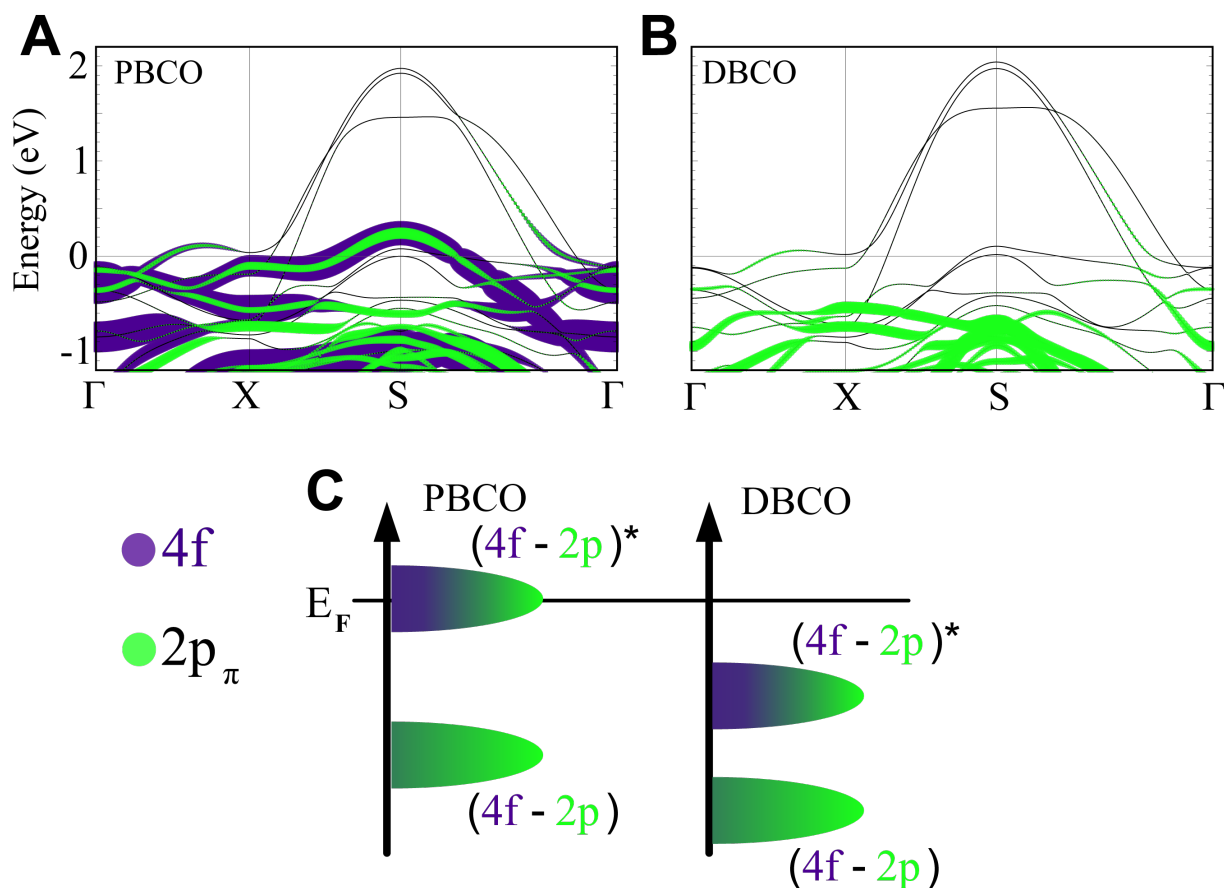 A
PBCO
Energy (eV)
2
1
0
-1
Γ X S Γ
B
DBCO
Γ X S Γ
C
PBCO
DBCO
4f
2pπ
(4f - 2p)*
E_F
(4f - 2p)*
(4f - 2p)
(4f - 2p)